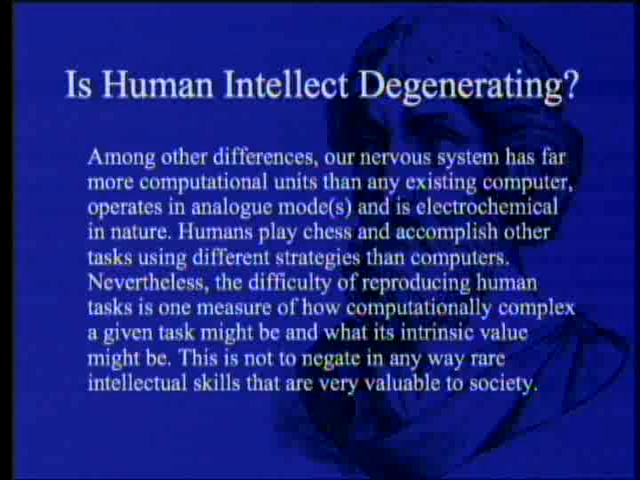 Is Human Intellect Degenerating?
Among other differences, our nervous system has far
more computational units than any existing computer,
operates in analogue mode(s) and is electrochemical
in nature. Humans play chess and accomplish other
tasks using different strategies than computers.
Nevertheless, the difficulty of reproducing human
tasks is one measure of how computationally complex
a given task might be and what its intrinsic value
might be. This is not to negate in any way rare
intellectual skills that are very valuable to society.